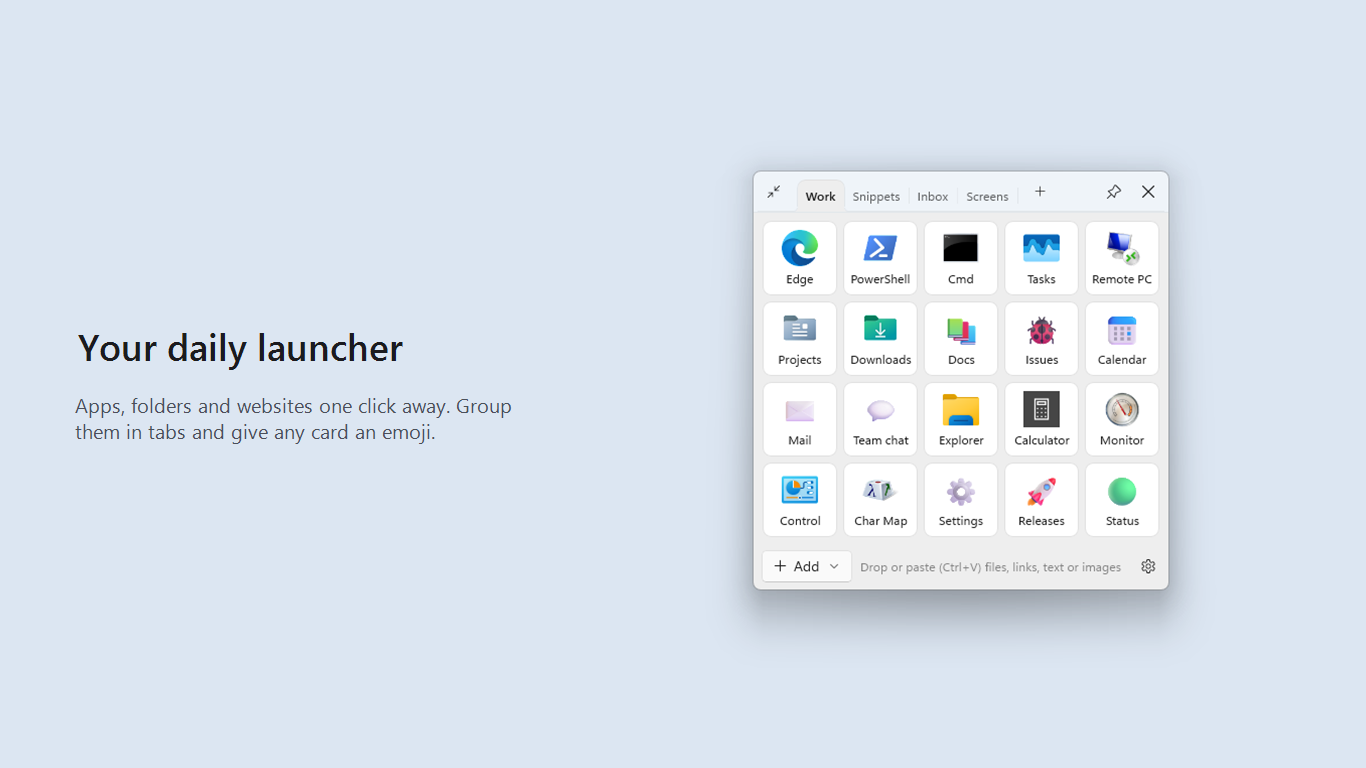 Your daily launcher
Apps, folders and websites one click away. Group
them in tabs and give any card an emoji.
Work Snippets Inbox Screens
Edge PowerShell Cmd Tasks Remote PC
Projects Downloads Docs Issues Calendar
Mail Team chat Explorer Calculator Monitor
Control Char Map Settings Releases Status
Add Drop or paste (Ctrl+V) files, links, text or images